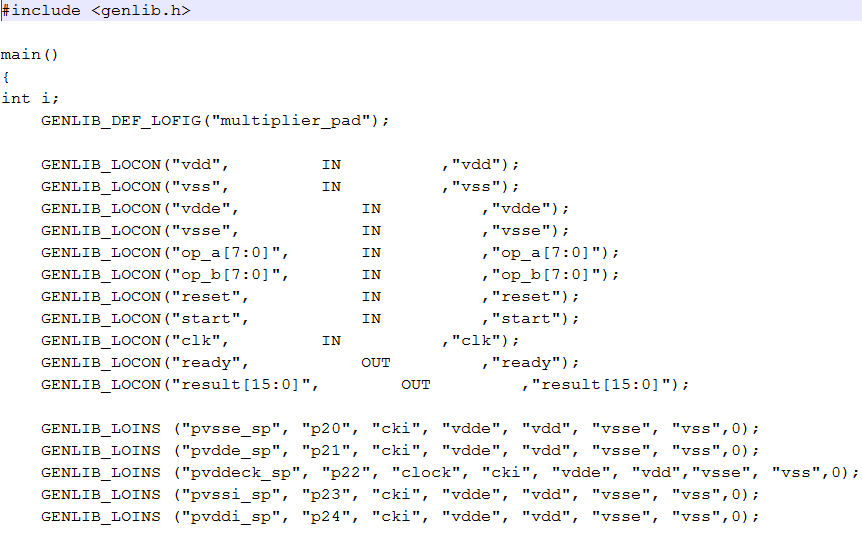 #include <genlib.h>
main()
{
int i;
GENLIB_DEF_LOFIG("multiplier_pad");
GENLIB_LOCON("vdd", IN ,"vdd");
GENLIB_LOCON("vss", IN ,"vss");
GENLIB_LOCON("vdde", IN ,"vdde");
GENLIB_LOCON("vsse", IN ,"vsse");
GENLIB_LOCON("op_a[7:0]", IN ,"op_a[7:0]");
GENLIB_LOCON("op_b[7:0]", IN ,"op_b[7:0]");
GENLIB_LOCON("reset", IN ,"reset");
GENLIB_LOCON("start", IN ,"start");
GENLIB_LOCON("clk", IN ,"clk");
GENLIB_LOCON("ready", OUT ,"ready");
GENLIB_LOCON("result[15:0]", OUT ,"result[15:0]");
GENLIB_LOINS ("pvsse_sp", "p20", "cki", "vdde", "vdd", "vsse", "vss",0);
GENLIB_LOINS ("pvdde_sp", "p21", "cki", "vdde", "vdd", "vsse", "vss",0);
GENLIB_LOINS ("pvddeck_sp", "p22", "clock", "cki", "vdde", "vdd","vsse", "vss",0);
GENLIB_LOINS ("pvssi_sp", "p23", "cki", "vdde", "vdd", "vsse", "vss",0);
GENLIB_LOINS ("pvddi_sp", "p24", "cki", "vdde", "vdd", "vsse", "vss",0);